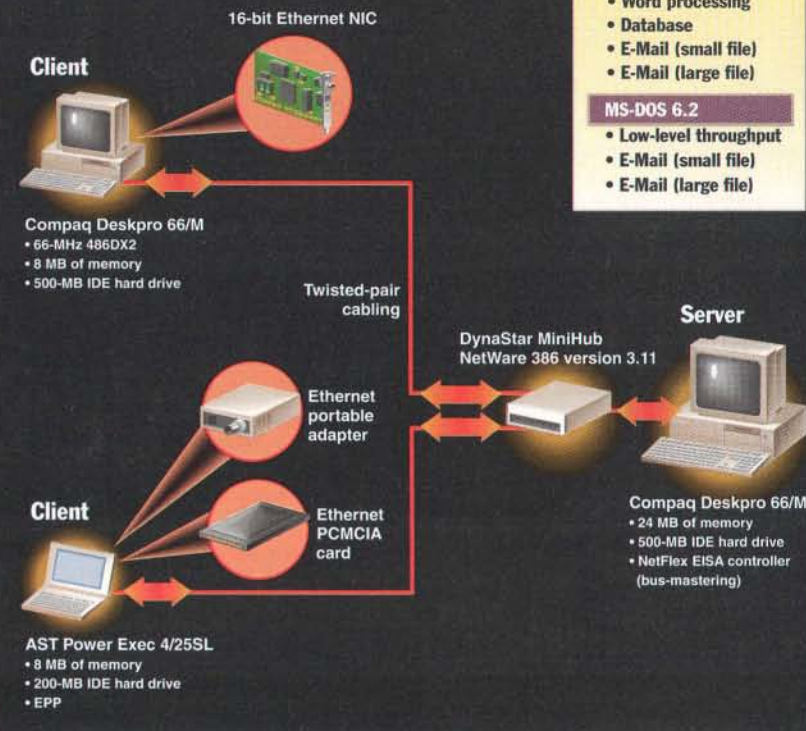 16-bit Ethernet NIC
Client
Compaq Deskpro 66/M
• 66-MHz 486DX2
• 8 MB of memory
• 500-MB IDE hard drive
• Word processing
• Database
• E-Mail (small file)
• E-Mail (large file)
MS-DOS 6.2
• Low-level throughput
• E-Mail (small file)
• E-Mail (large file)
Twisted-pair
cabling
DynaStar MiniHub
NetWare 386 version 3.11
Server
Compaq Deskpro 66/M
• 24 MB of memory
• 500-MB IDE hard drive
• NetFlex EISA controller
(bus-mastering)
Ethernet
portable
adapter
Ethernet
PCMCIA
card
Client
AST Power Exec 4/25SL
• 8 MB of memory
• 200-MB IDE hard drive
• EPP